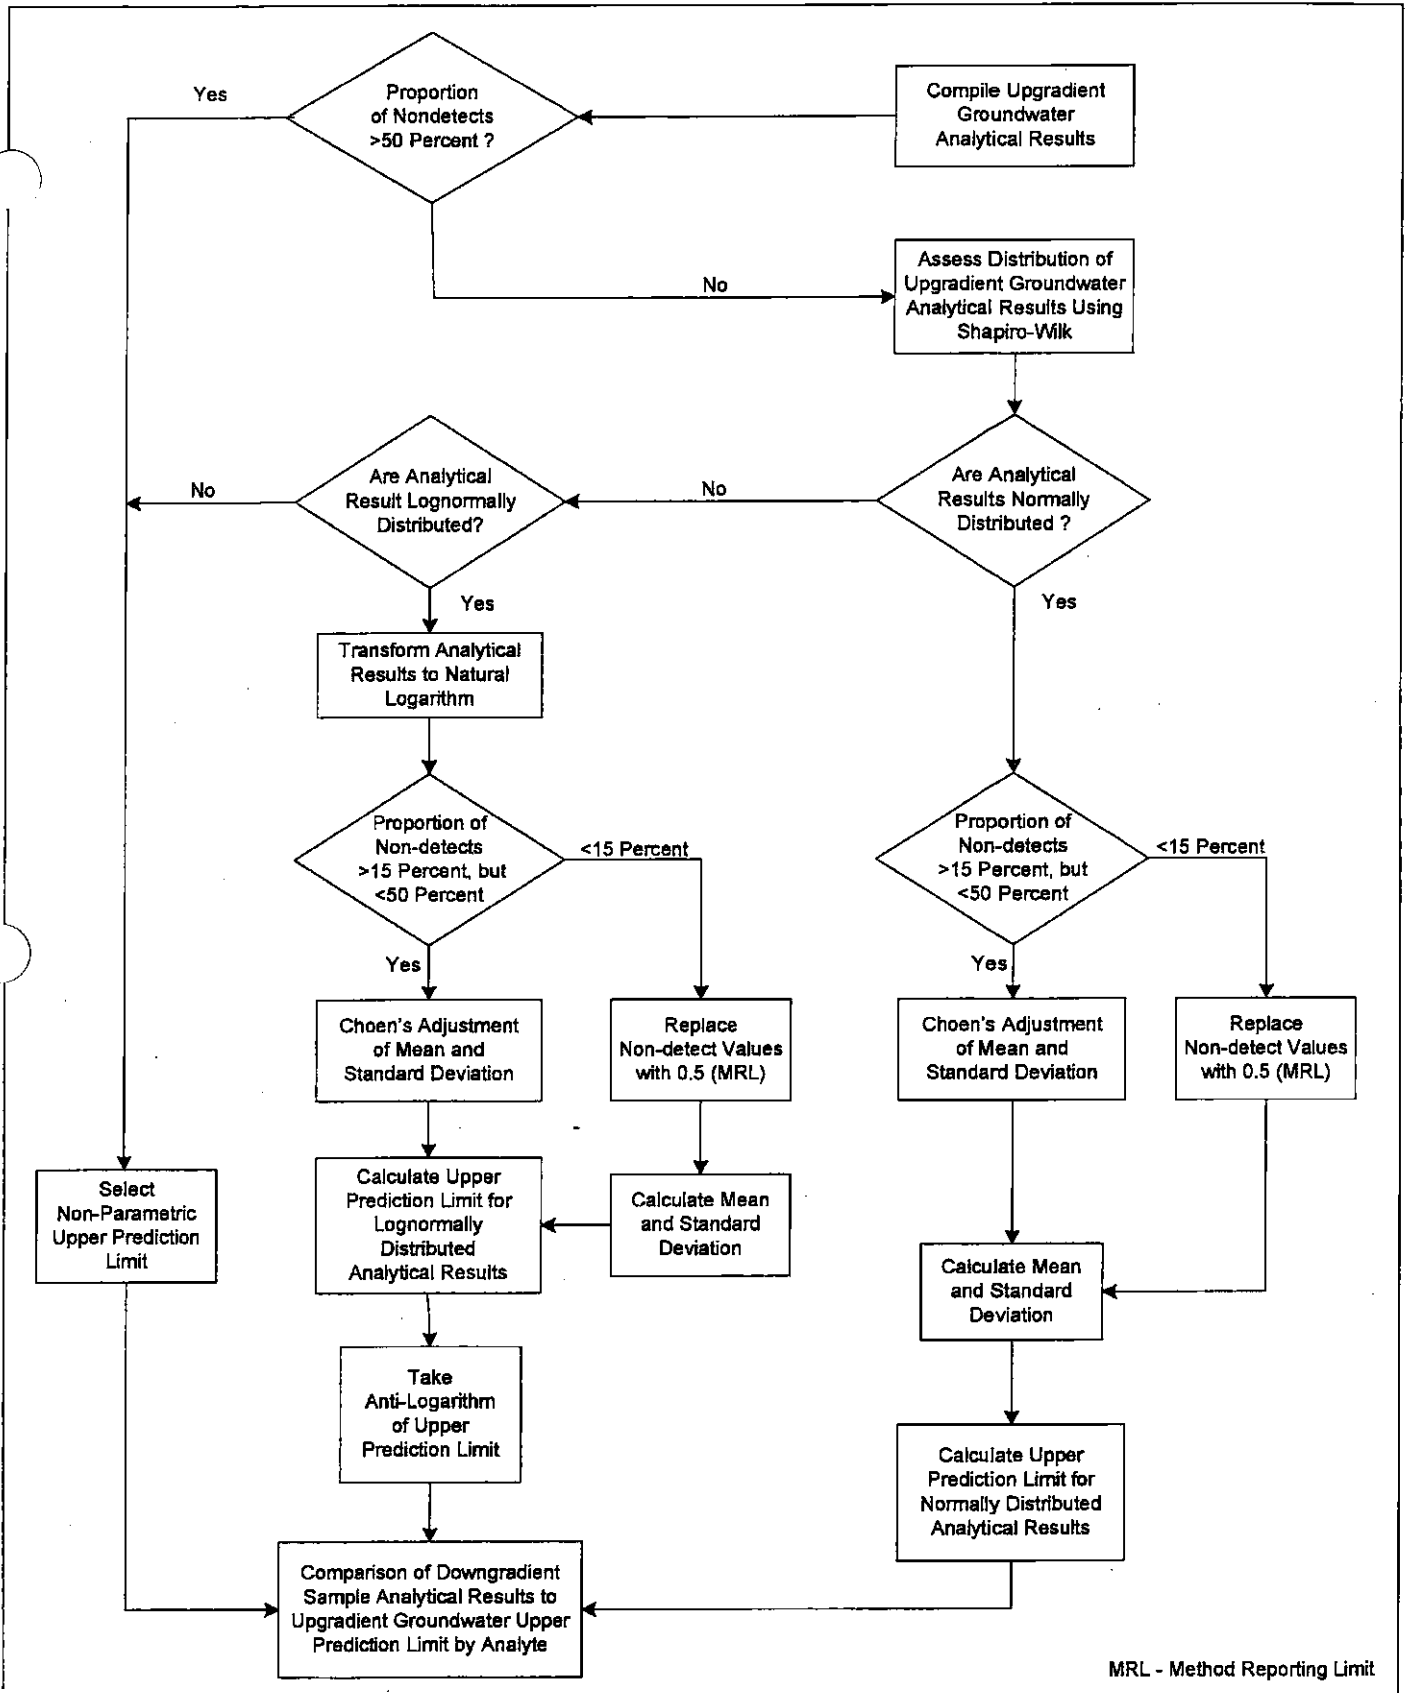 Compile Upgradient
Groundwater
Analytical Results
Proportion
of Nondetects
>50 Percent ?
Yes
No
Assess Distribution of
Upgradient Groundwater
Analytical Results Using
Shapiro-Wilk
Are Analytical
Results Normally
Distributed ?
No
Are Analytical
Result Lognormally
Distributed?
No
Yes
Yes
Transform Analytical
Results to Natural
Logarithm
Proportion of
Non-detects
>15 Percent, but
<50 Percent
<15 Percent
Yes
Proportion of
Non-detects
>15 Percent, but
<50 Percent
<15 Percent
Yes
Choen's Adjustment
of Mean and
Standard Deviation
Replace
Non-detect Values
with 0.5 (MRL)
Choen's Adjustment
of Mean and
Standard Deviation
Replace
Non-detect Values
with 0.5 (MRL)
Select
Non-Parametric
Upper Prediction
Limit
Calculate Upper
Prediction Limit for
Lognormally
Distributed
Analytical Results
Calculate Mean
and Standard
Deviation
Calculate Mean
and Standard
Deviation
Take
Anti-Logarithm
of Upper
Prediction Limit
Calculate Upper
Prediction Limit for
Normally Distributed
Analytical Results
Comparison of Downgradient
Sample Analytical Results to
Upgradient Groundwater Upper
Prediction Limit by Analyte
MRL - Method Reporting Limit